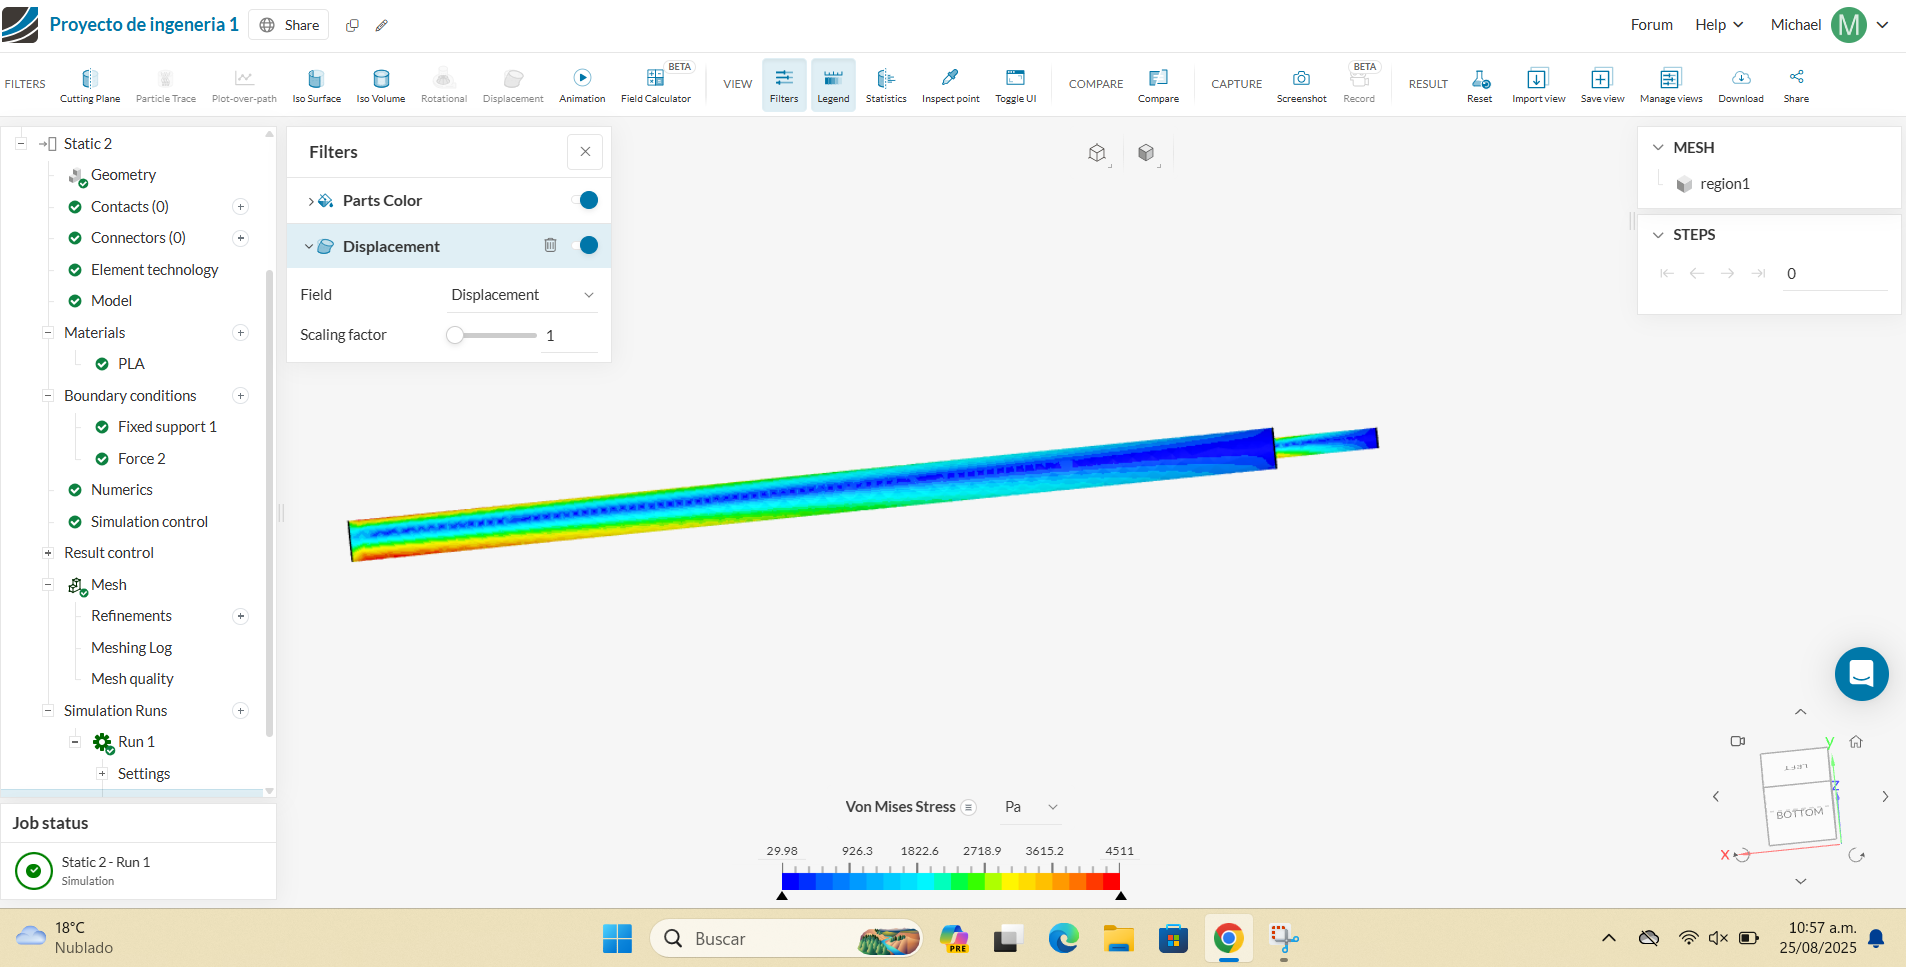 Proyecto de ingeneria 1
Share
Forum
Help
Michael
M
FILTERS
Cutting Plane
Particle Trace
Plot-over-path
Iso Surface
Iso Volume
Rotational
Displacement
Animation
BETA
Field Calculator
VIEW
Filters
Legend
Statistics
Inspect point
Toggle UI
COMPARE
Compare
CAPTURE
Screenshot
BETA
Record
RESULT
Reset
Import view
Save view
Manage views
Download
Share
Static 2
Geometry
Contacts (0)
Connectors (0)
Element technology
Model
Materials
PLA
Boundary conditions
Fixed support 1
Force 2
Numerics
Simulation control
Result control
Mesh
Refinements
Meshing Log
Mesh quality
Simulation Runs
Run 1
Settings
Job status
Static 2 - Run 1
Simulation
Filters
Parts Color
Displacement
Field
Displacement
Scaling factor
1
MESH
region1
STEPS
0
Von Mises Stress
Pa
29.98
926.3
1822.6
2718.9
3615.2
4511
Y
LEFT
Z
BOTTOM
X
18°C
Nublado
Buscar
PRE
10:57 a.m.
25/08/2025